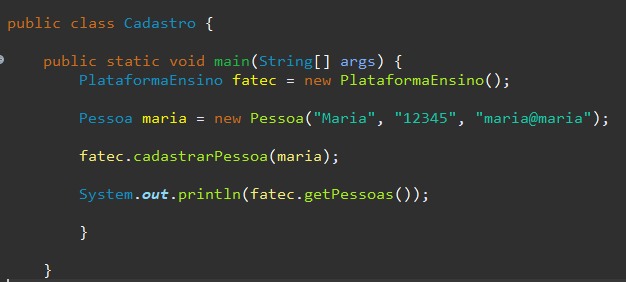 public class Cadastro {
public static void main(String[] args) {
PlataformaEnsino fatec = new PlataformaEnsino();
Pessoa maria = new Pessoa("Maria", "12345", "maria@maria");
fatec.cadastrarPessoa(maria);
System.out.println(fatec.getPessoas());
}
}